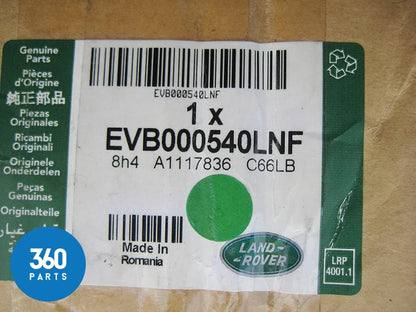 Genuine
Parts
Pièces
d'Origine
純正部品
Piezas
Originales
Ricambi
Originali
Originele
Onderdelen
Peças
Genuinas
Originalteile
EVB000540LNF
1 x
EVB000540LNF
8h4 A1117836 C66LB
Made In
Romania
LAND-
ROVER
LRP
4001.1
360
PARTS